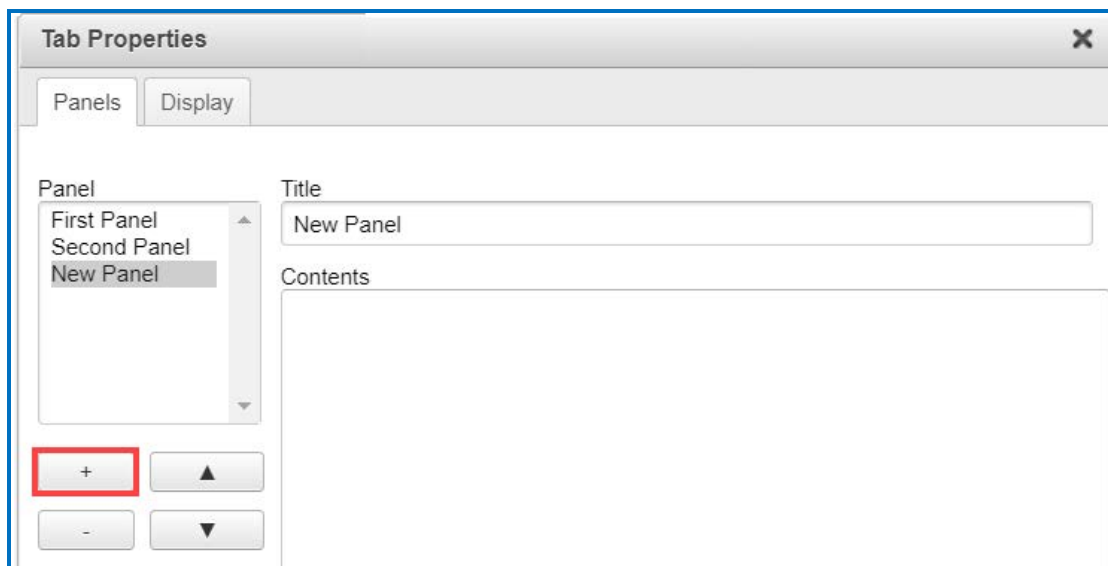 Tab Properties
Panels Display
Panel
First Panel
Second Panel
New Panel
Title
New Panel
Contents
+
-